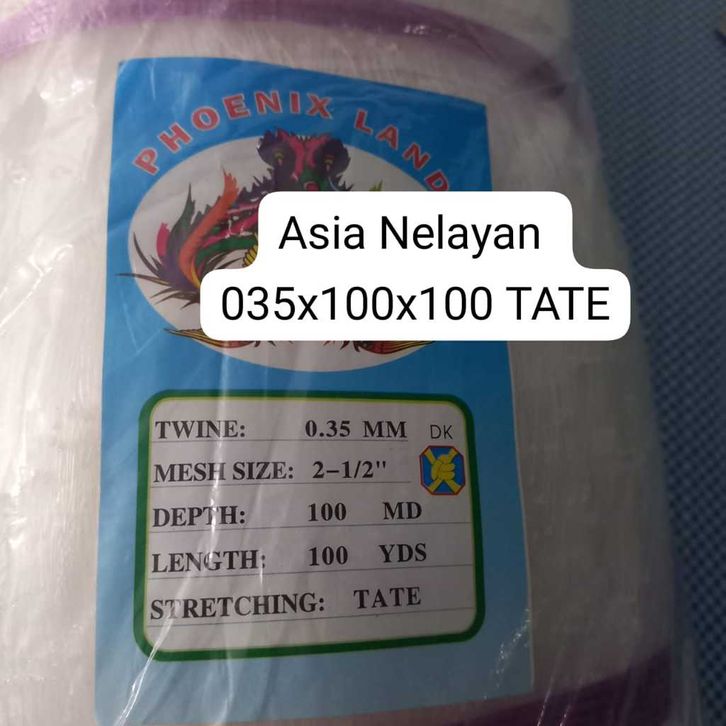 PHOENIX LAND
Asia Nelayan
035x100x100 TATE
TWINE: 0.35 MM DK
MESH SIZE: 2-1/2"
DEPTH: 100 MD
LENGTH: 100 YDS
STRETCHING: TATE